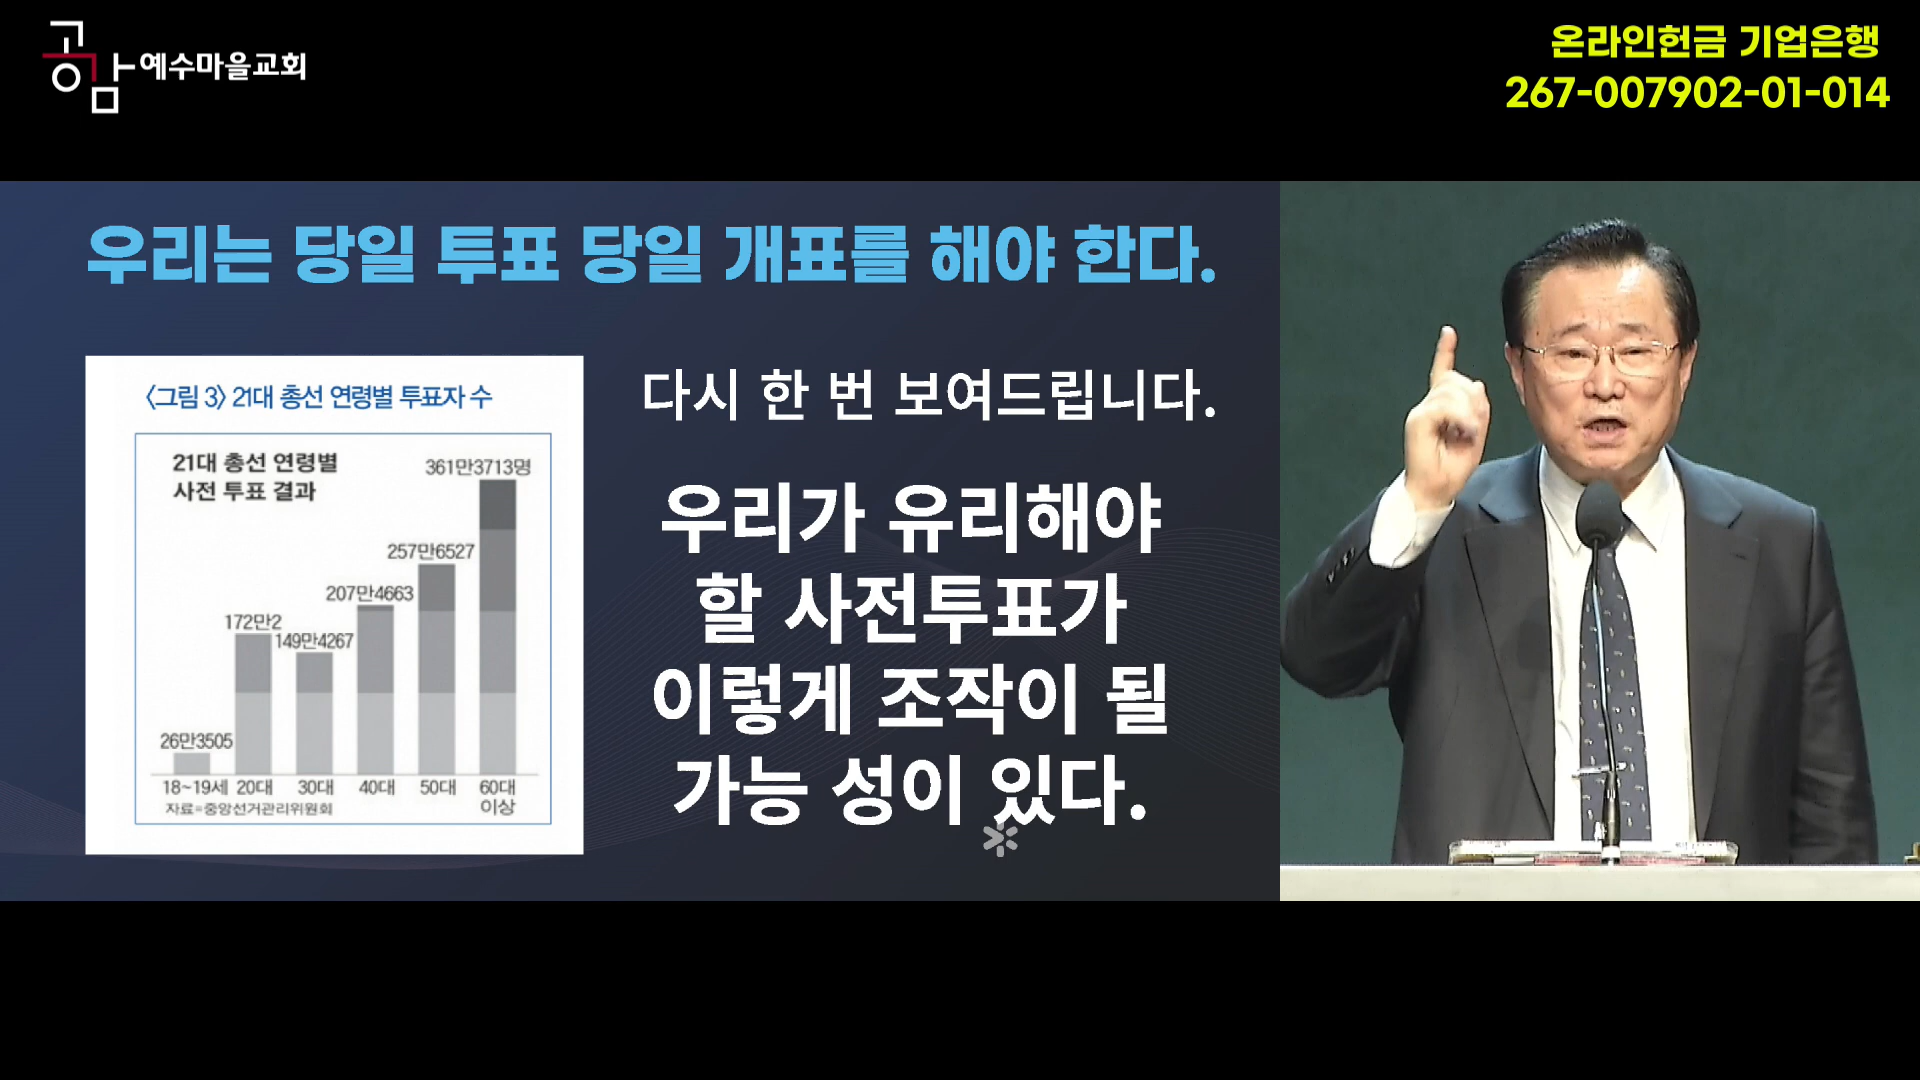 공감 예수마을교회
온라인헌금 기업은행
267-007902-01-014
우리는 당일 투표 당일 개표를 해야 한다.
<그림 3> 21대 총선 연령별 투표자 수
21대 총선 연령별
사전 투표 결과
361만3713명
257만6527
207만4663
172만2
149만4267
26만3505
18~19세 20대 30대 40대 50대 60대
이상
자료=중앙선거관리위원회
다시 한 번 보여드립니다.
우리가 유리해야
할 사전투표가
이렇게 조작이 될
가능 성이 있다.